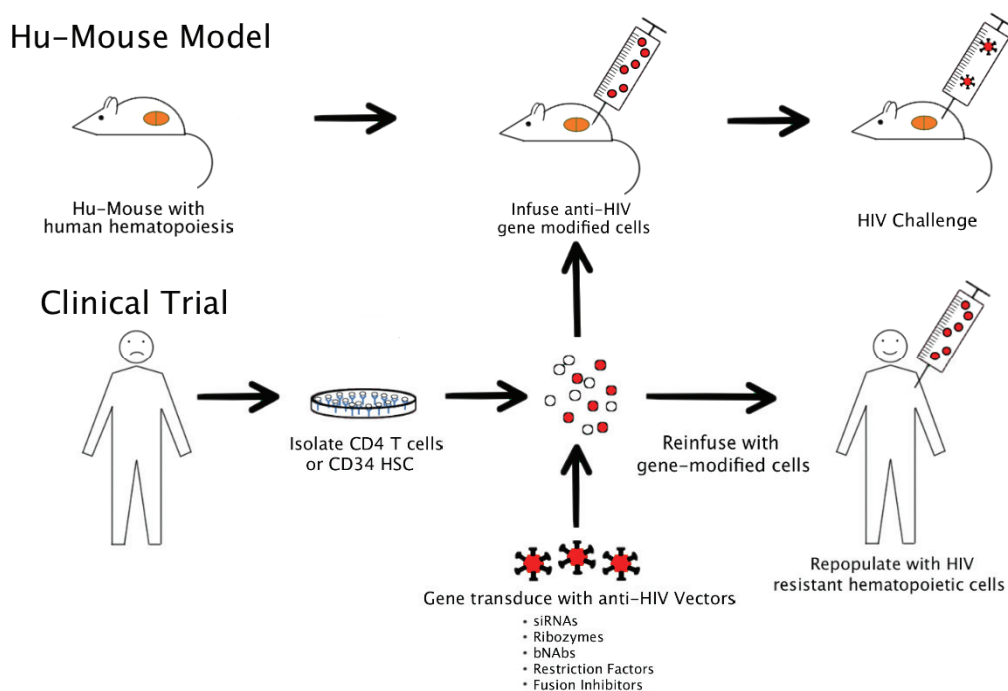 Hu-Mouse Model
Hu-Mouse with
human hematopoiesis
Infuse anti-HIV
gene modified cells
HIV Challenge
Clinical Trial
Isolate CD4 T cells
or CD34 HSC
Reinfuse with
gene-modified cells
Repopulate with HIV
resistant hematopoietic cells
Gene transduce with anti-HIV Vectors
• siRNAs
• Ribozymes
• bNAbs
• Restriction Factors
• Fusion Inhibitors